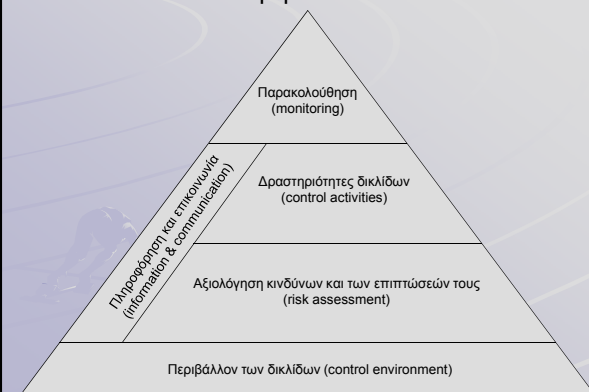 Παρακολούθηση
(monitoring)
Πληροφόρηση και επικοινωνία
(information & communication)
Δραστηριότητες δικλίδων
(control activities)
Αξιολόγηση κινδύνων και των επιπτώσεών τους
(risk assessment)
Περιβάλλον των δικλίδων (control environment)